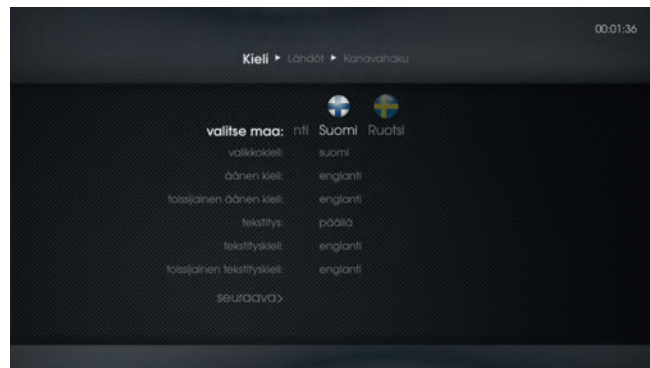 00:01:36
Kieli ► Lähdöt ► Kanavahaku
valitse maa: nti Suomi Ruotsi
valikkokieli: suomi
äänen kieli: englanti
toissijainen äänen kieli: englanti
tekstitys: päällä
tekstityskieli: englanti
toissijainen tekstityskieli: englanti
seuraava>